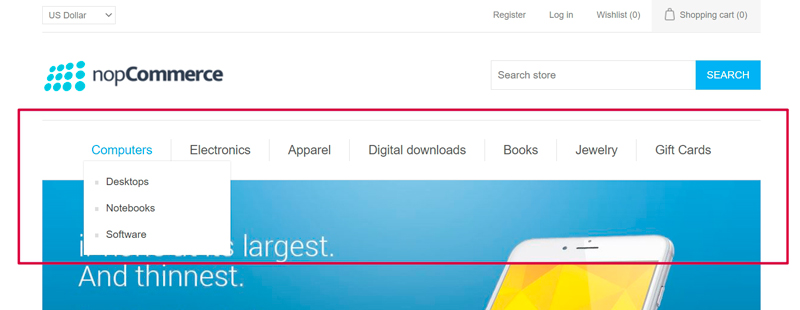 US Dollar Register Log in Wishlist (0) Shopping cart (0)
nopCommerce Search store SEARCH
Computers Electronics Apparel Digital downloads Books Jewelry Gift Cards
Desktops
Notebooks
Software
largest.
And thinnest.